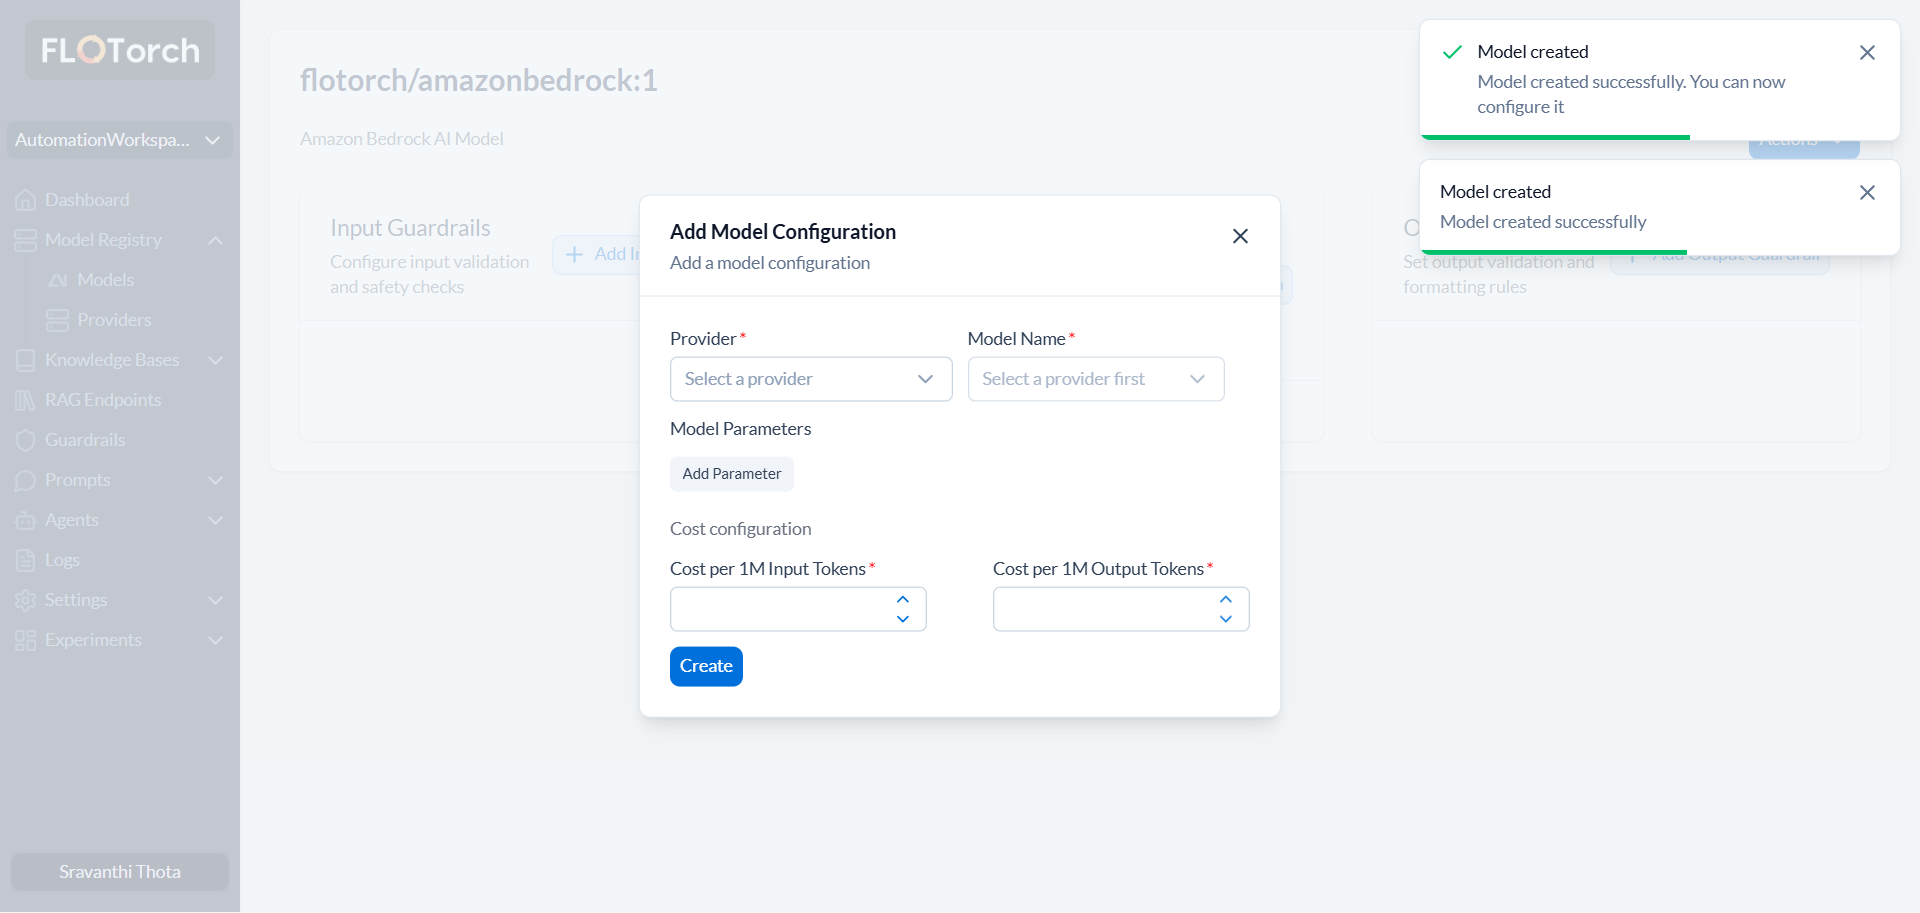 FLOTorch
AutomationWorkspa...
Dashboard
Model Registry
Models
Providers
Knowledge Bases
RAG Endpoints
Guardrails
Prompts
Agents
Logs
Settings
Experiments
Sravanthi Thota
flotorch/amazonbedrock:1
Amazon Bedrock AI Model
Actions
Input Guardrails
Configure input validation
and safety checks
Set output validation and
formatting rules
Add Output Guardrail
Add Model Configuration
Add a model configuration
Provider*
Model Name*
Select a provider
Select a provider first
Model Parameters
Add Parameter
Cost configuration
Cost per 1M Input Tokens*
Cost per 1M Output Tokens*
Create
Model created
Model created successfully. You can now
configure it
Model created
Model created successfully